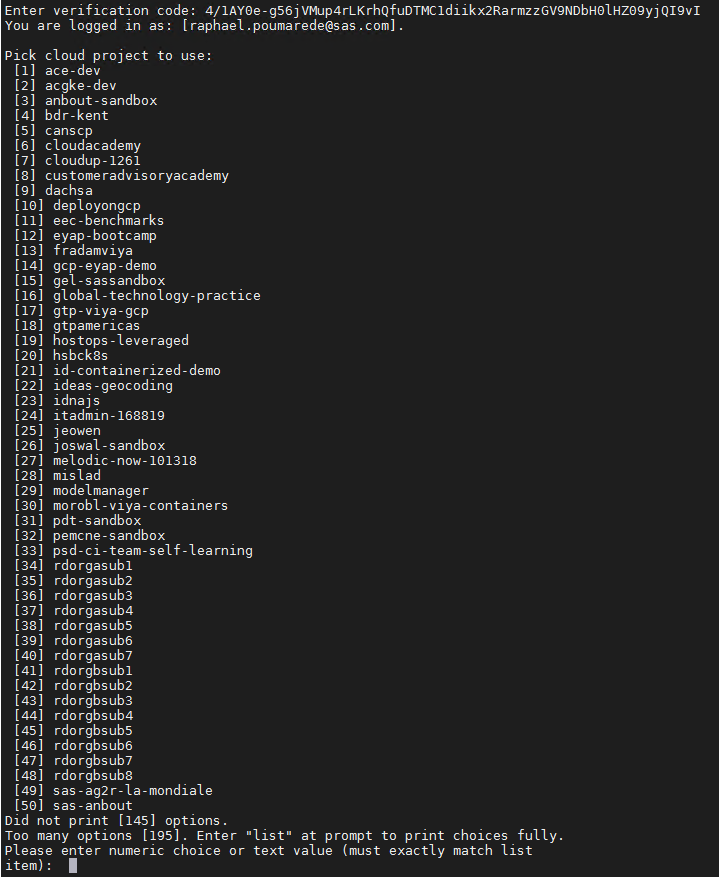 Enter verification code: 4/1AY0e-g56jVMup4rLKrhQfuDTMC1diikx2RarmzzGV9NDbH0lHZ09yjQI9vI
You are logged in as: [raphael.poumarede@sas.com].
Pick cloud project to use:
[1] ace-dev
[2] acgke-dev
[3] anbout-sandbox
[4] bdr-kent
[5] canscp
[6] cloudacademy
[7] cloudup-1261
[8] customeradvisoryacademy
[9] dachsa
[10] deployongcp
[11] eec-benchmarks
[12] eyap-bootcamp
[13] fradamviya
[14] gcp-eyap-demo
[15] gel-sassandbox
[16] global-technology-practice
[17] gtp-viya-gcp
[18] gtpamericas
[19] hostops-leveraged
[20] hsbck8s
[21] id-containerized-demo
[22] ideas-geocoding
[23] idnajs
[24] itadmin-168819
[25] jeowen
[26] joswal-sandbox
[27] melodic-now-101318
[28] mislad
[29] modelmanager
[30] morobl-viya-containers
[31] pdt-sandbox
[32] pemcne-sandbox
[33] psd-ci-team-self-learning
[34] rdorgasub1
[35] rdorgasub2
[36] rdorgasub3
[37] rdorgasub4
[38] rdorgasub5
[39] rdorgasub6
[40] rdorgasub7
[41] rdorgbsub1
[42] rdorgbsub2
[43] rdorgbsub3
[44] rdorgbsub4
[45] rdorgbsub5
[46] rdorgbsub6
[47] rdorgbsub7
[48] rdorgbsub8
[49] sas-ag2r-la-mondiale
[50] sas-anbout
Did not print [145] options.
Too many options [195]. Enter "list" at prompt to print choices fully.
Please enter numeric choice or text value (must exactly match list
item):